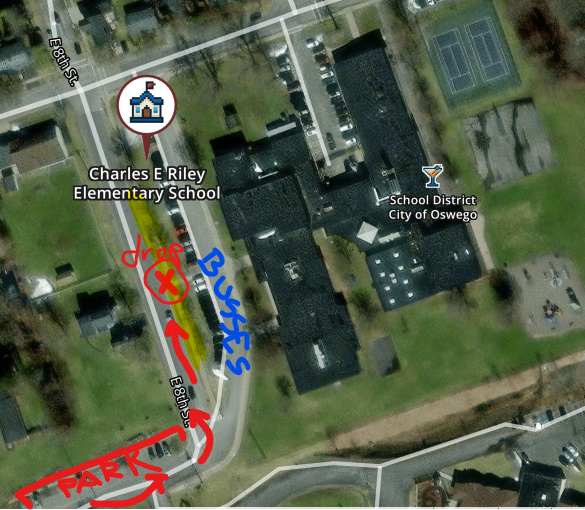 E 8th St
Charles E Riley
Elementary School
School District
City of Oswego
drop
X
BUSSES
E 8th St.
PARK